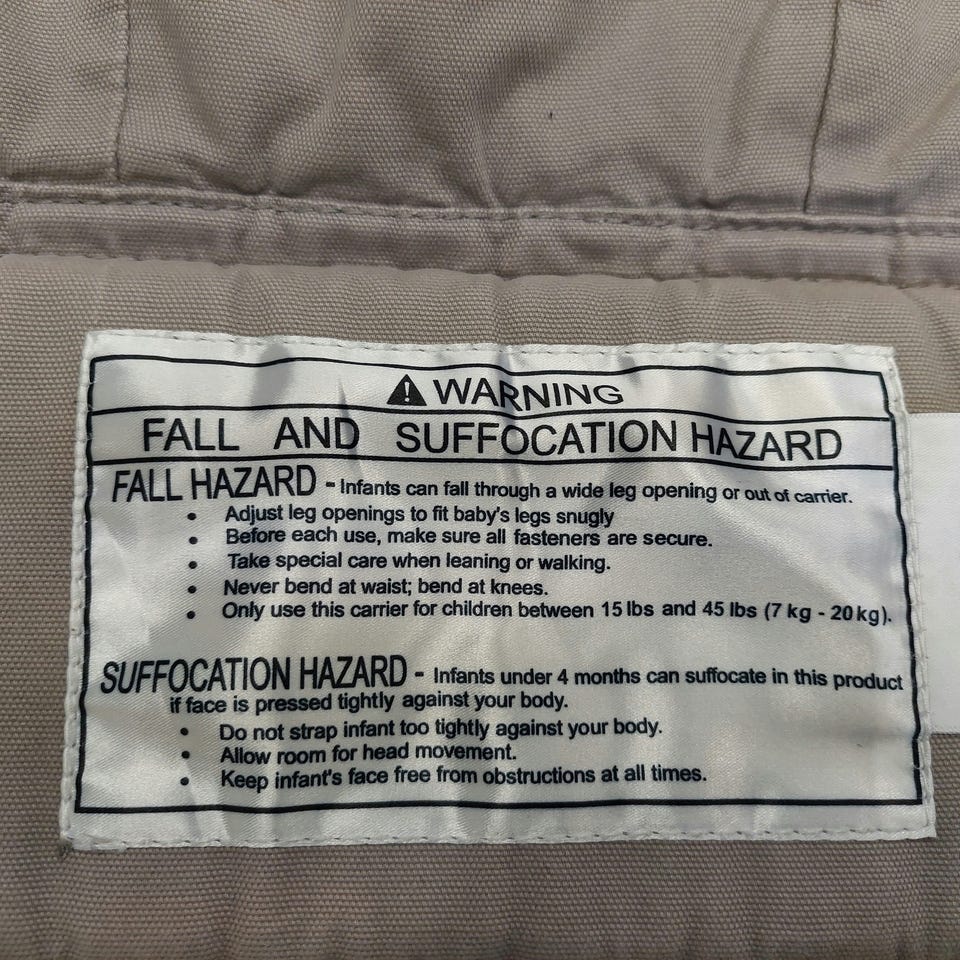 ⚠ WARNING
FALL AND SUFFOCATION HAZARD
FALL HAZARD - Infants can fall through a wide leg opening or out of carrier.
• Adjust leg openings to fit baby's legs snugly
• Before each use, make sure all fasteners are secure.
• Take special care when leaning or walking.
• Never bend at waist; bend at knees.
• Only use this carrier for children between 15 lbs and 45 lbs (7 kg - 20 kg).
SUFFOCATION HAZARD - Infants under 4 months can suffocate in this product
if face is pressed tightly against your body.
• Do not strap infant too tightly against your body.
• Allow room for head movement.
• Keep infant's face free from obstructions at all times.